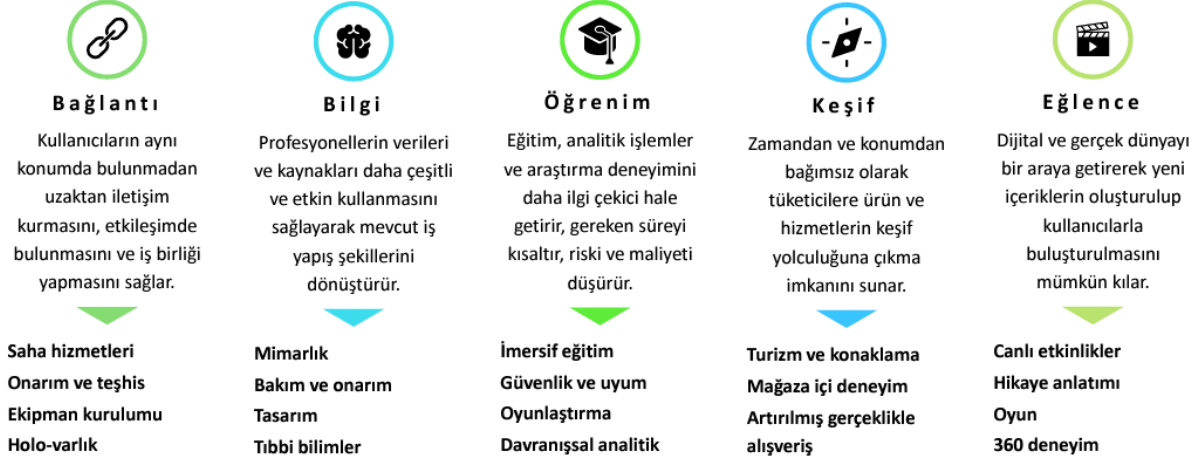 Bağlantı
Kullanıcıların aynı
konumda bulunmadan
uzaktan iletişim
kurmasını, etkileşimde
bulunmasını ve iş birliği
yapmasını sağlar.
Saha hizmetleri
Onarım ve teşhis
Ekipman kurulumu
Holo-varlık
Bilgi
Profesyonellerin verileri
ve kaynakları daha çeşitli
ve etkin kullanmasını
sağlayarak mevcut iş
yapış şekillerini
dönüştürür.
Mimarlık
Bakım ve onarım
Tasarım
Tıbbi bilimler
Öğrenim
Eğitim, analitik işlemler
ve araştırma deneyimini
daha ilgi çekici hale
getirir, gereken süreyi
kısaltır, riski ve maliyeti
düşürür.
İmersif eğitim
Güvenlik ve uyum
Oyunlaştırma
Davranışsal analitik
Keşif
Zamandan ve konumdan
bağımsız olarak
tüketicilere ürün ve
hizmetlerin keşif
yolculuğuna çıkma
imkanını sunar.
Turizm ve konaklama
Mağaza içi deneyim
Artırılmış gerçeklikle
alışveriş
Eğlence
Dijital ve gerçek dünyayı
bir araya getirerek yeni
içeriklerin oluşturulup
kullanıcılarla
buluşturulmasını
mümkün kılar.
Canlı etkinlikler
Hikaye anlatımı
Oyun
360 deneyim